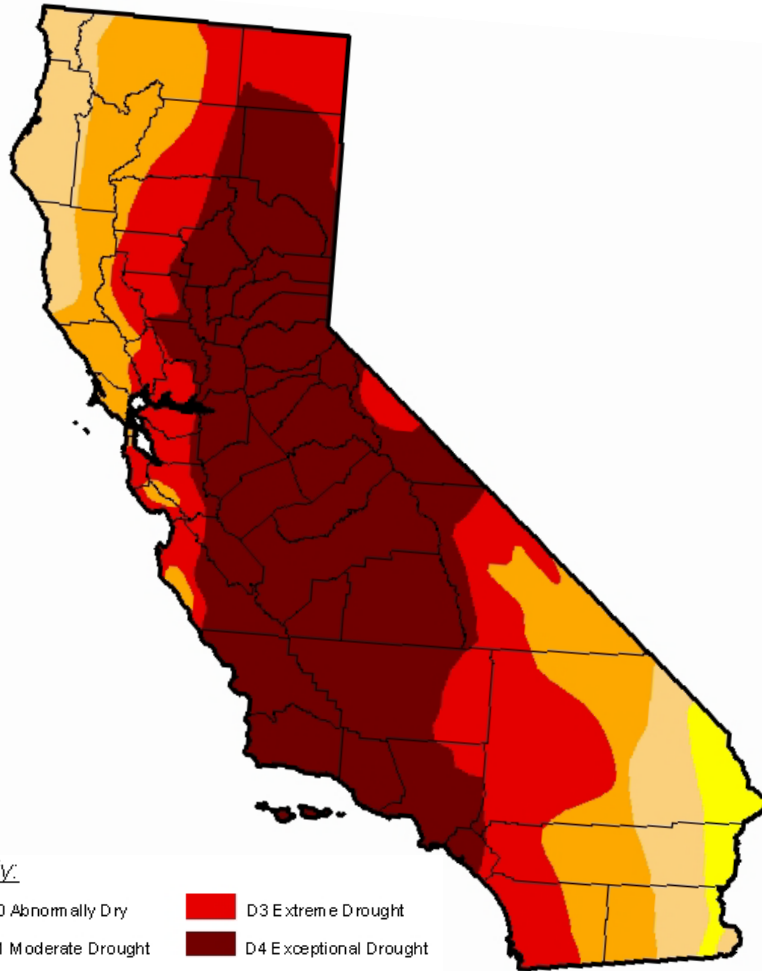 y:
0 Abnormally Dry
D3 Extreme Drought
1 Moderate Drought
D4 Exceptional Drought